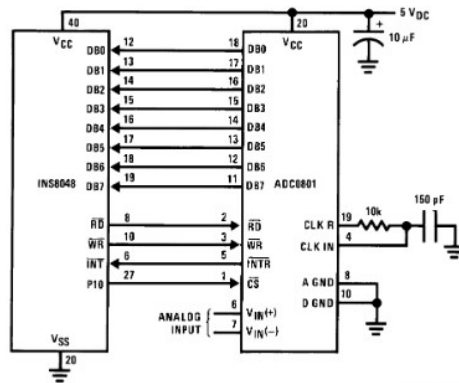 40
VCC
20
VCC
5 VDC
+
10 µF
DB0 12 18 DB0
DB1 13 17 DB1
DB2 14 16 DB2
DB3 15 15 DB3
DB4 16 14 DB4
DB5 17 13 DB5
DB6 18 12 DB6
DB7 19 11 DB7
INS8048
ADC0801
RD 8 2 RD
WR 10 3 WR
INT 6 5 INTR
P10 27 1 CS
CLK R 19 10k 150 pF
CLK IN 4
A GND 8
D GND 10
ANALOG
INPUT
6 VIN(+)
7 VIN(−)
VSS
20